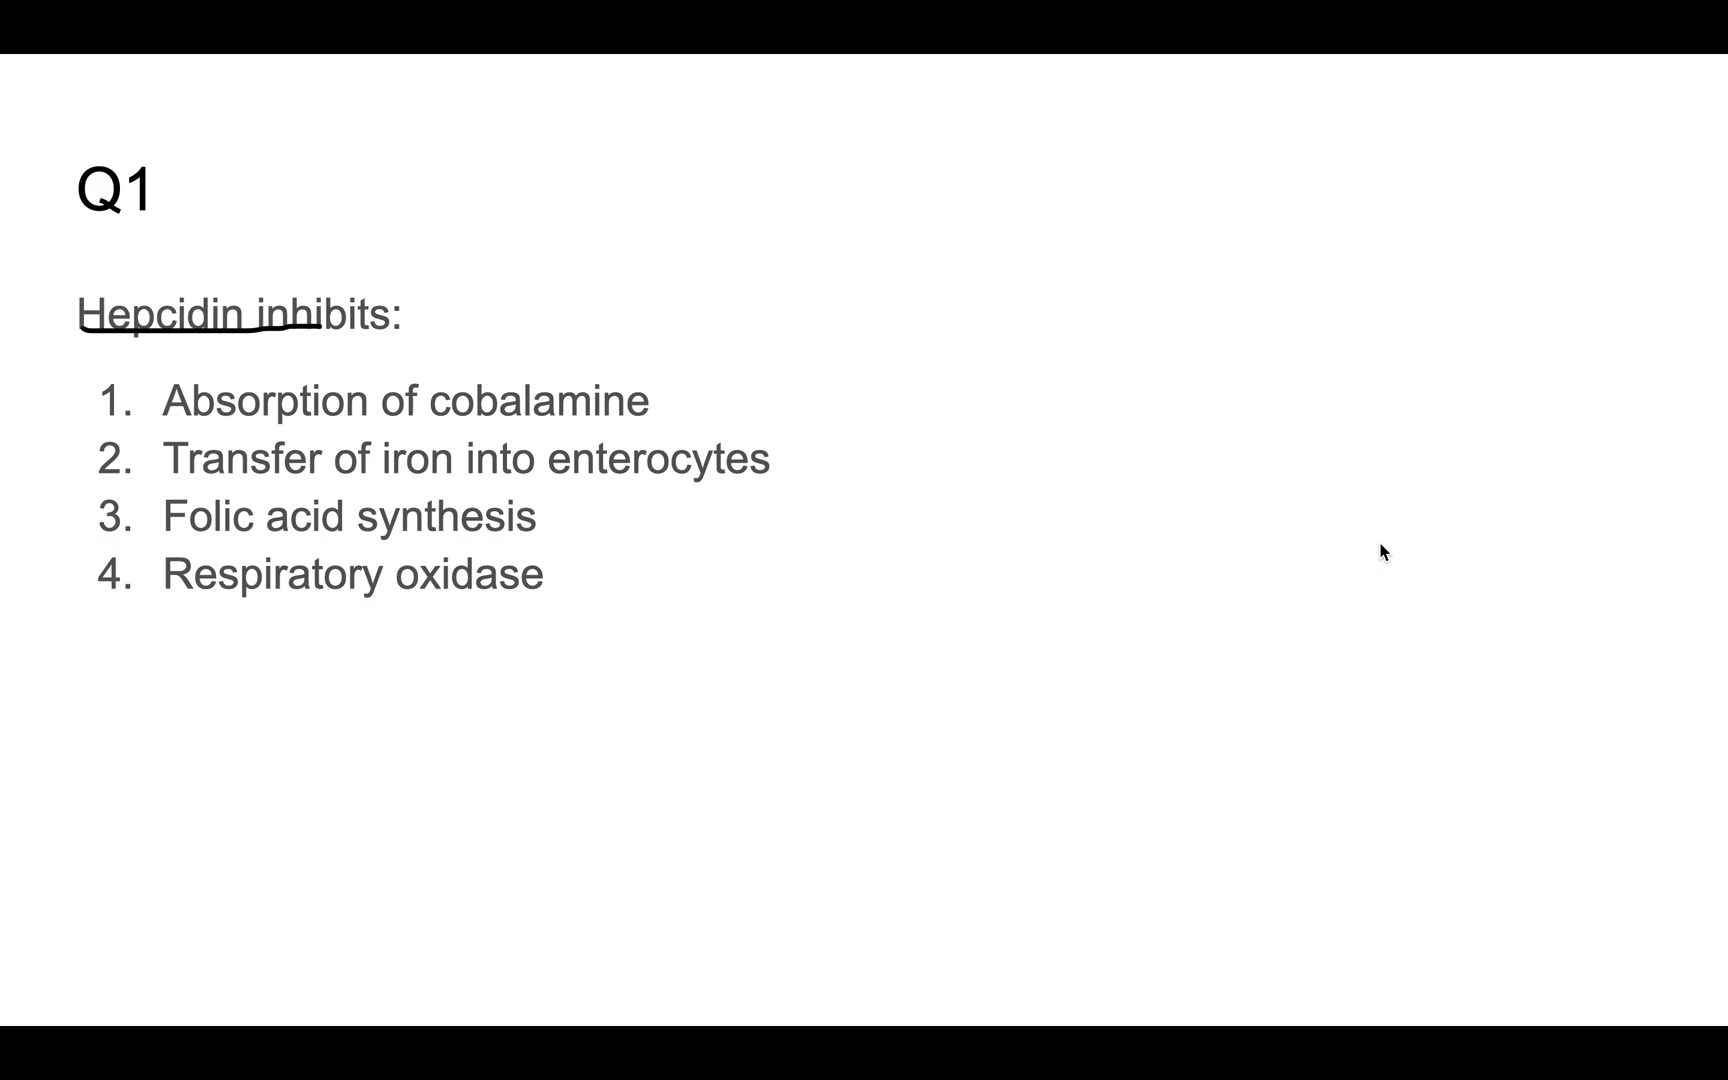 Q1
Hepcidin inhibits:
1. Absorption of cobalamine
2. Transfer of iron into enterocytes
3. Folic acid synthesis
4. Respiratory oxidase